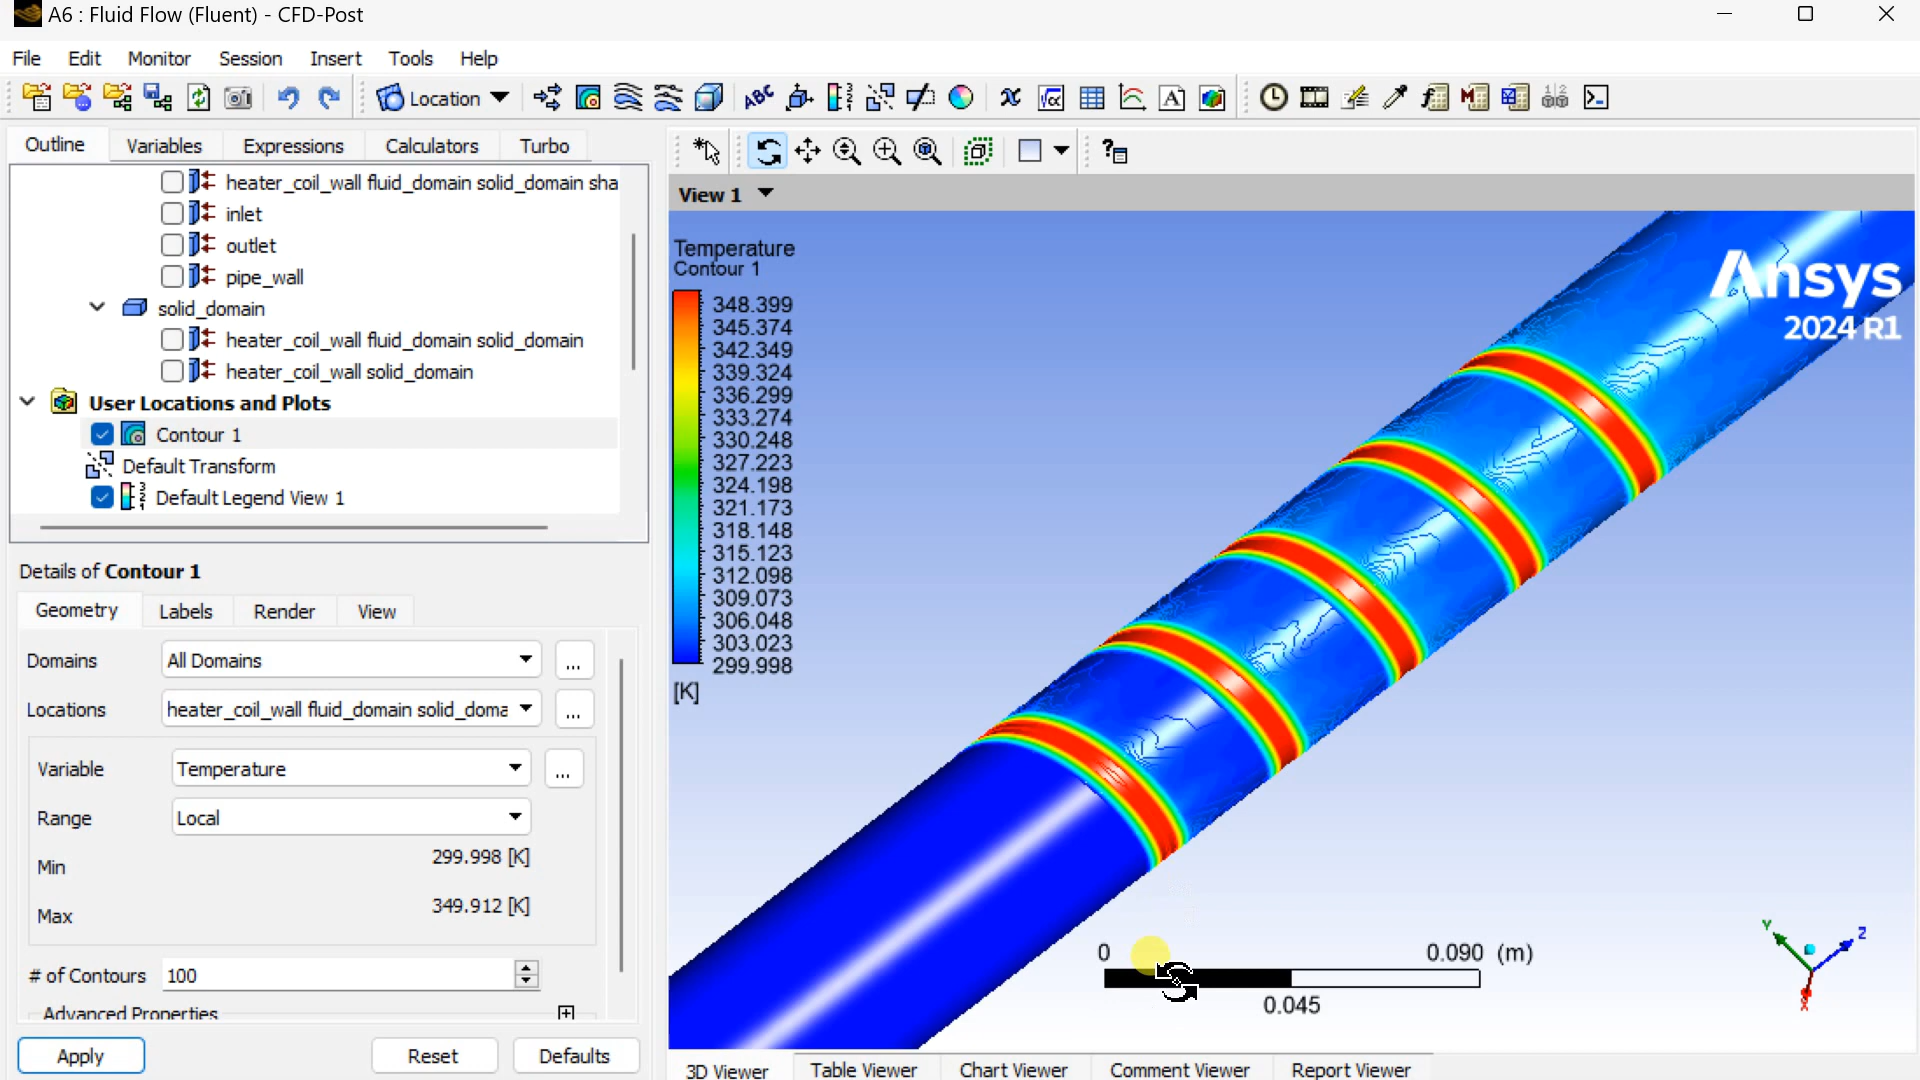 A6 : Fluid Flow (Fluent) - CFD-Post
File Edit Monitor Session Insert Tools Help
Location
Outline Variables Expressions Calculators Turbo
heater_coil_wall fluid_domain solid_domain sha
inlet
outlet
pipe_wall
solid_domain
heater_coil_wall fluid_domain solid_domain
heater_coil_wall solid_domain
User Locations and Plots
Contour 1
Default Transform
Default Legend View 1
Details of Contour 1
Geometry Labels Render View
Domains All Domains ...
Locations heater_coil_wall fluid_domain solid_doma ...
Variable Temperature ...
Range Local
Min 299.998 [K]
Max 349.912 [K]
# of Contours 100
Advanced Properties
Apply Reset Defaults
View 1
Temperature
Contour 1
348.399
345.374
342.349
339.324
336.299
333.274
330.248
327.223
324.198
321.173
318.148
315.123
312.098
309.073
306.048
303.023
299.998
[K]
Ansys
2024 R1
0 0.090 (m)
0.045
Y Z
X
3D Viewer Table Viewer Chart Viewer Comment Viewer Report Viewer